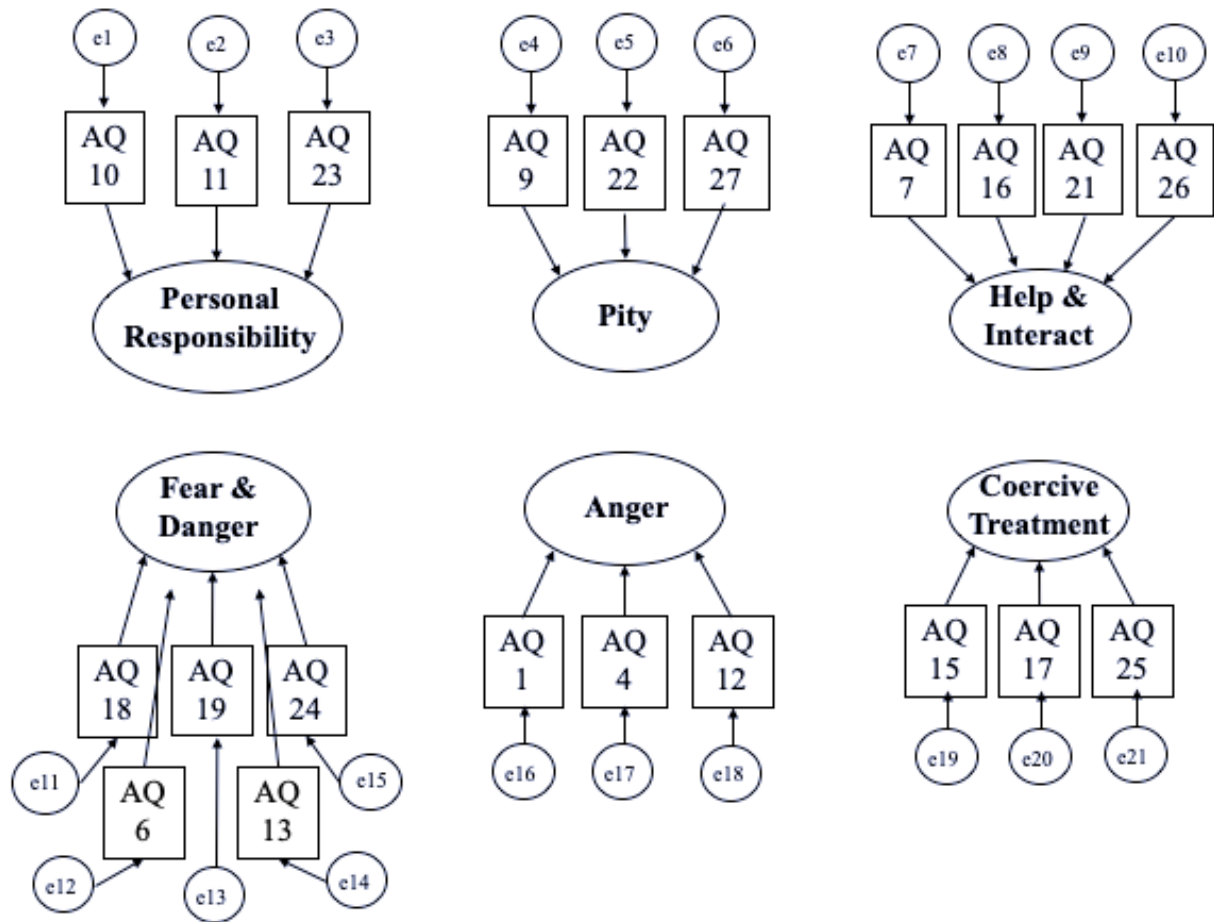 e1
e2
e3
AQ
10
AQ
11
AQ
23
Personal
Responsibility
e4
e5
e6
AQ
9
AQ
22
AQ
27
Pity
e7
e8
e9
e10
AQ
7
AQ
16
AQ
21
AQ
26
Help &
Interact
Fear &
Danger
AQ
18
AQ
19
AQ
24
e11
AQ
6
AQ
13
e15
e12
e13
e14
Anger
AQ
1
AQ
4
AQ
12
e16
e17
e18
Coercive
Treatment
AQ
15
AQ
17
AQ
25
e19
e20
e21